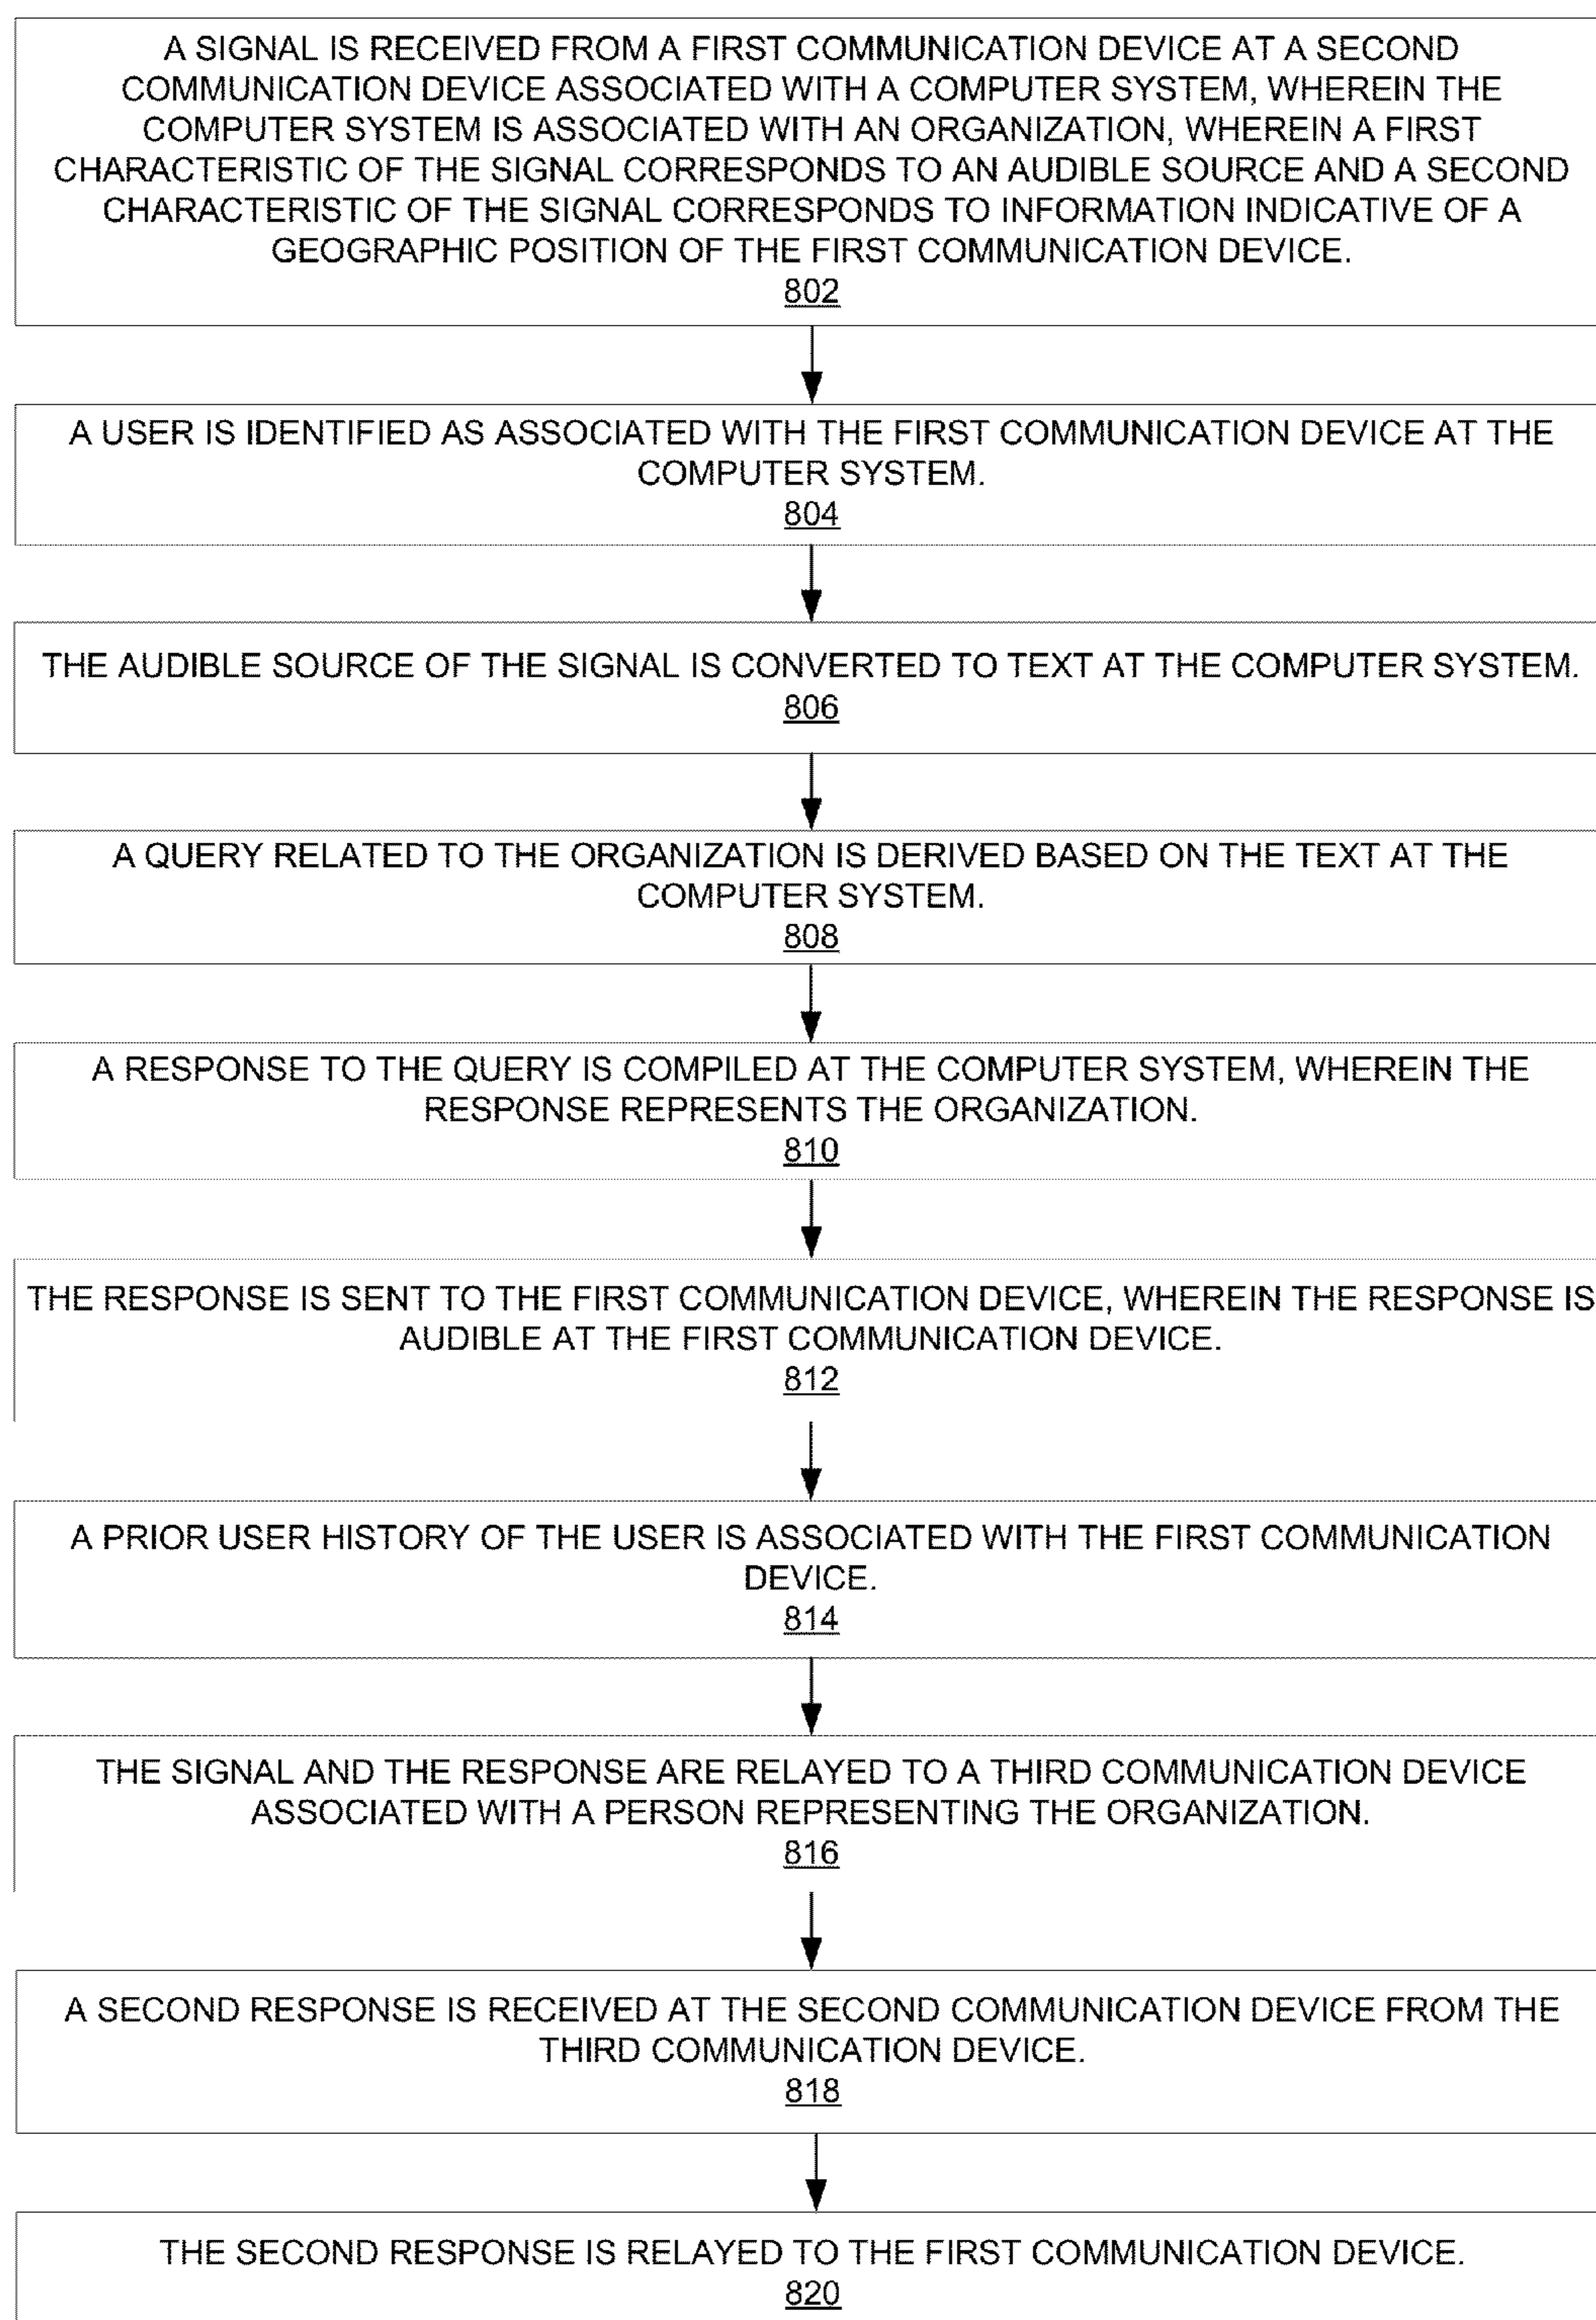 A SIGNAL IS RECEIVED FROM A FIRST COMMUNICATION DEVICE AT A SECOND
COMMUNICATION DEVICE ASSOCIATED WITH A COMPUTER SYSTEM, WHEREIN THE
COMPUTER SYSTEM IS ASSOCIATED WITH AN ORGANIZATION, WHEREIN A FIRST
CHARACTERISTIC OF THE SIGNAL CORRESPONDS TO AN AUDIBLE SOURCE AND A SECOND
CHARACTERISTIC OF THE SIGNAL CORRESPONDS TO INFORMATION INDICATIVE OF A
GEOGRAPHIC POSITION OF THE FIRST COMMUNICATION DEVICE.
802
A USER IS IDENTIFIED AS ASSOCIATED WITH THE FIRST COMMUNICATION DEVICE AT THE
COMPUTER SYSTEM.
804
THE AUDIBLE SOURCE OF THE SIGNAL IS CONVERTED TO TEXT AT THE COMPUTER SYSTEM.
806
A QUERY RELATED TO THE ORGANIZATION IS DERIVED BASED ON THE TEXT AT THE
COMPUTER SYSTEM.
808
A RESPONSE TO THE QUERY IS COMPILED AT THE COMPUTER SYSTEM, WHEREIN THE
RESPONSE REPRESENTS THE ORGANIZATION.
810
THE RESPONSE IS SENT TO THE FIRST COMMUNICATION DEVICE, WHEREIN THE RESPONSE IS
AUDIBLE AT THE FIRST COMMUNICATION DEVICE.
812
A PRIOR USER HISTORY OF THE USER IS ASSOCIATED WITH THE FIRST COMMUNICATION
DEVICE.
814
THE SIGNAL AND THE RESPONSE ARE RELAYED TO A THIRD COMMUNICATION DEVICE
ASSOCIATED WITH A PERSON REPRESENTING THE ORGANIZATION.
816
A SECOND RESPONSE IS RECEIVED AT THE SECOND COMMUNICATION DEVICE FROM THE
THIRD COMMUNICATION DEVICE.
818
THE SECOND RESPONSE IS RELAYED TO THE FIRST COMMUNICATION DEVICE.
820